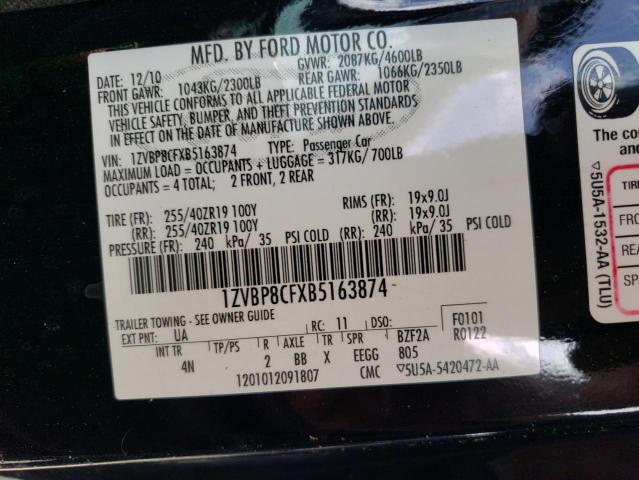 MFD. BY FORD MOTOR CO.
DATE: 12/10 GVWR: 2087KG/4600LB
FRONT GAWR: 1043KG/2300LB REAR GAWR: 1066KG/2350LB
THIS VEHICLE CONFORMS TO ALL APPLICABLE FEDERAL MOTOR
VEHICLE SAFETY, BUMPER, AND THEFT PREVENTION STANDARDS
IN EFFECT ON THE DATE OF MANUFACTURE SHOWN ABOVE.
VIN: 1ZVBP8CFXB5163874 TYPE: Passenger Car
MAXIMUM LOAD = OCCUPANTS + LUGGAGE = 317KG/700LB
OCCUPANTS = 4 TOTAL; 2 FRONT, 2 REAR
TIRE (FR): 255/40ZR19 100Y RIMS (FR): 19x9.0J
(RR): 255/40ZR19 100Y (RR): 19x9.0J
PRESSURE (FR): 240 kPa/ 35 PSI COLD (RR): 240 kPa/ 35 PSI COLD
1ZVBP8CFXB5163874
TRAILER TOWING - SEE OWNER GUIDE
EXT PNT: UA RC: 11 DSO: F0101
INT TR TP/PS R AXLE TR SPR BZF2A R0122
4N 2 BB X EEGG 805
1201012091807 CMC ▽5U5A-5420472-AA
TIRE
The co
and
TIRE
FRO
REA
SP
▽5U5A-1532-AA (TLU)